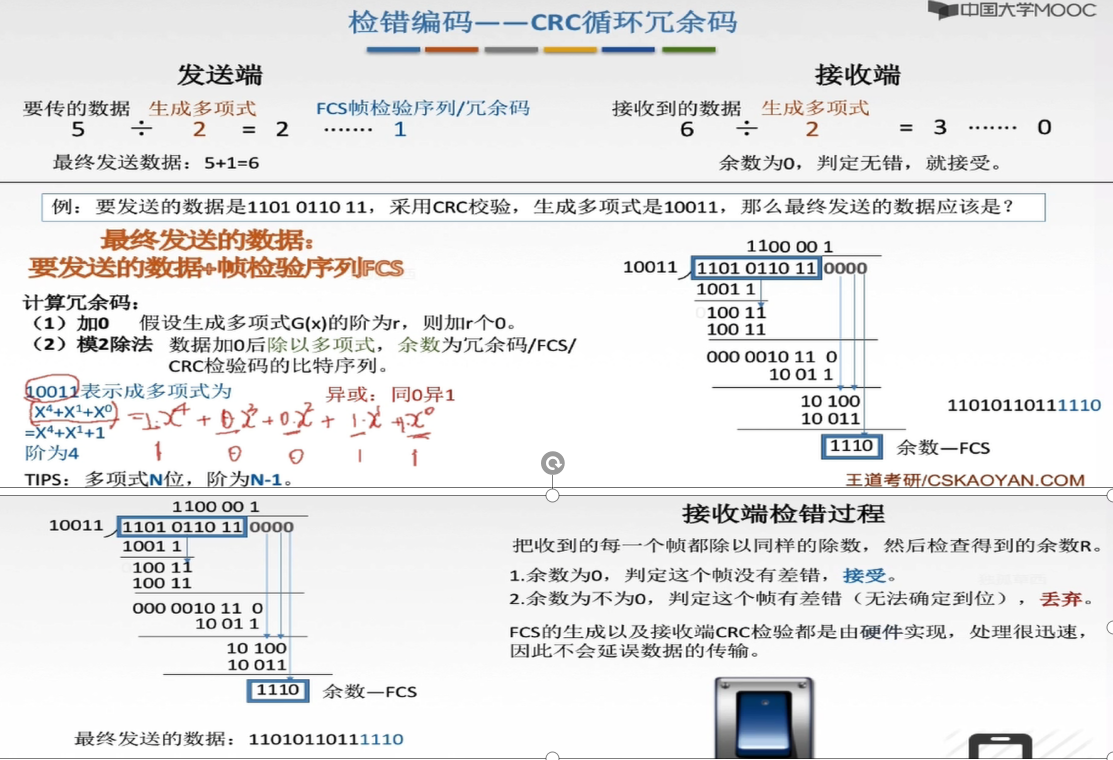 检错编码——CRC循环冗余码
中国大学MOOC
发送端
要传的数据 生成多项式 FCS帧检验序列/冗余码
5 ÷ 2 = 2 ······· 1
最终发送数据：5+1=6
接收端
接收到的数据 生成多项式
6 ÷ 2 = 3 ······· 0
余数为0，判定无错，就接受。
例：要发送的数据是1101 0110 11，采用CRC校验，生成多项式是10011，那么最终发送的数据应该是？
最终发送的数据：
要发送的数据+帧检验序列FCS
计算冗余码：
（1）加0 假设生成多项式G(x)的阶为r，则加r个0。
（2）模2除法 数据加0后除以多项式，余数为冗余码/FCS/
CRC检验码的比特序列。
10011表示成多项式为
异或：同0异1
X⁴+X¹+X⁰ =1·x⁴ + 0·x³ + 0·x² + 1·x¹ + x⁰
=X⁴+X¹+1
1 0 0 1 1
阶为4
TIPS：多项式N位，阶为N-1。
1100 00 1
10011 1101 0110 11 0000
1001 1
100 11
100 11
000 0010 11 0
10 01 1
10 100
10 011
1110 余数—FCS
11010110111110
王道考研/CSKAOYAN.COM
1100 00 1
10011 1101 0110 11 0000
1001 1
100 11
100 11
000 0010 11 0
10 01 1
10 100
10 011
1110 余数—FCS
最终发送的数据：11010110111110
接收端检错过程
把收到的每一个帧都除以同样的除数，然后检查得到的余数R。
1.余数为0，判定这个帧没有差错，接受。
2.余数为不为0，判定这个帧有差错（无法确定到位），丢弃。
FCS的生成以及接收端CRC检验都是由硬件实现，处理很迅速，
因此不会延误数据的传输。